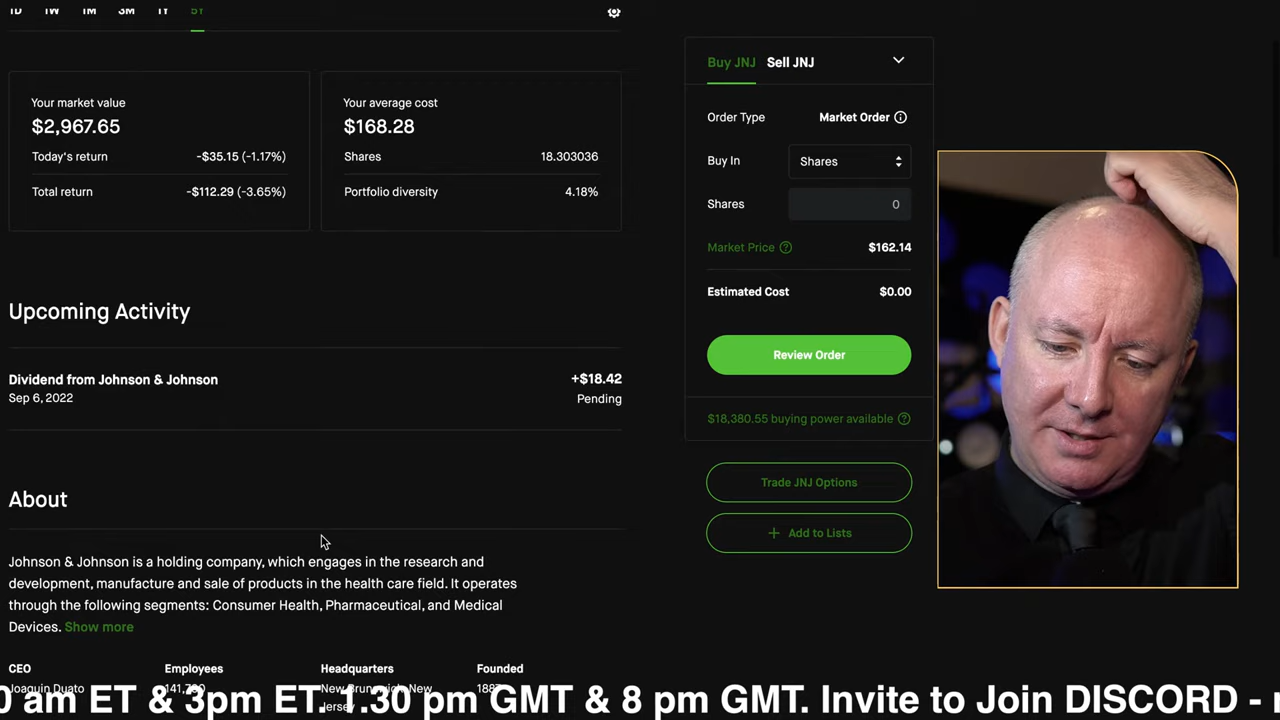 1D 1W 1M 3M 1Y 5Y
Your market value
$2,967.65
Today's return -$35.15 (-1.17%)
Total return -$112.29 (-3.65%)
Your average cost
$168.28
Shares 18.303036
Portfolio diversity 4.18%
Buy JNJ Sell JNJ
Order Type Market Order
Buy In Shares
Shares 0
Market Price $162.14
Estimated Cost $0.00
Review Order
$18,380.55 buying power available
Trade JNJ Options
Add to Lists
Upcoming Activity
Dividend from Johnson & Johnson +$18.42
Sep 6, 2022 Pending
About
Johnson & Johnson is a holding company, which engages in the research and
development, manufacture and sale of products in the health care field. It operates
through the following segments: Consumer Health, Pharmaceutical, and Medical
Devices. Show more
CEO Employees Headquarters Founded
Joaquin Duato New Brunswick, New
Jersey
0 am ET & 3pm ET. 1.30 pm GMT & 8 pm GMT. Invite to Join DISCORD -